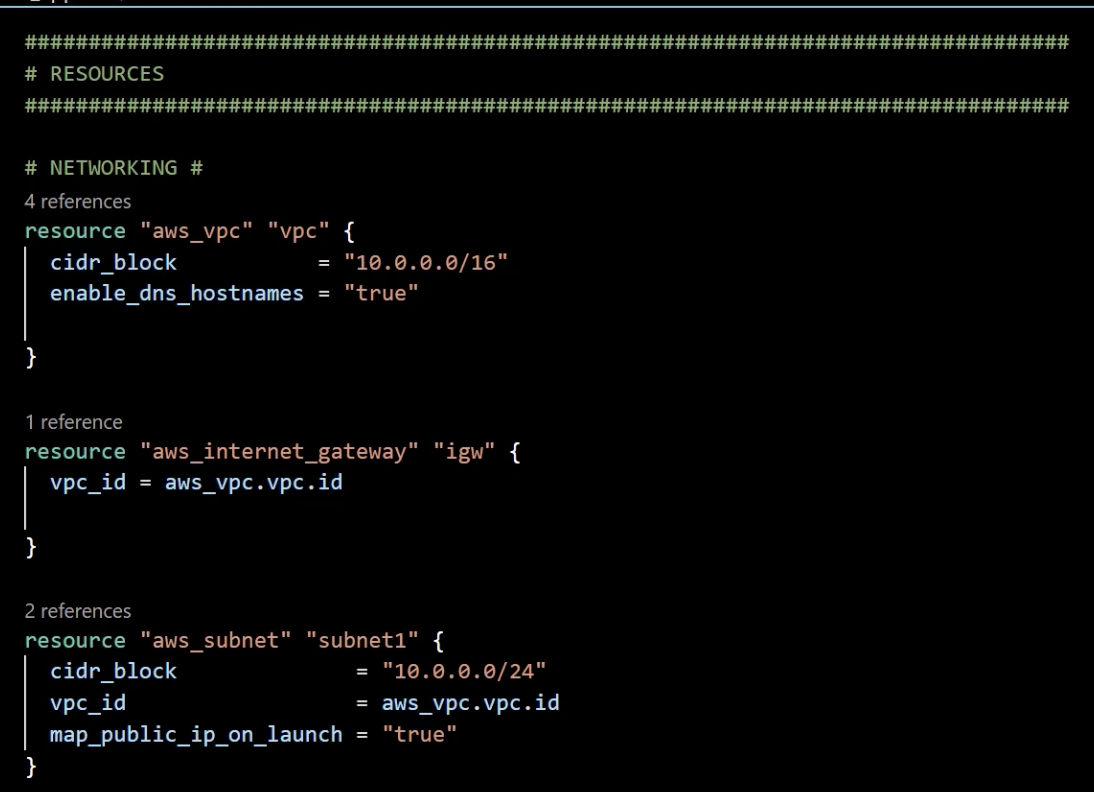 ################################################################################## 
# RESOURCES
##################################################################################
# NETWORKING #
4 references
resource "aws_vpc" "vpc" {
cidr_block = "10.0.0.0/16"
enable_dns_hostnames = "true"
}
1 reference
resource "aws_internet_gateway" "igw" {
vpc_id = aws_vpc.vpc.id
}
2 references
resource "aws_subnet" "subnet1" {
cidr_block = "10.0.0.0/24"
vpc_id = aws_vpc.vpc.id
map_public_ip_on_launch = "true"
}